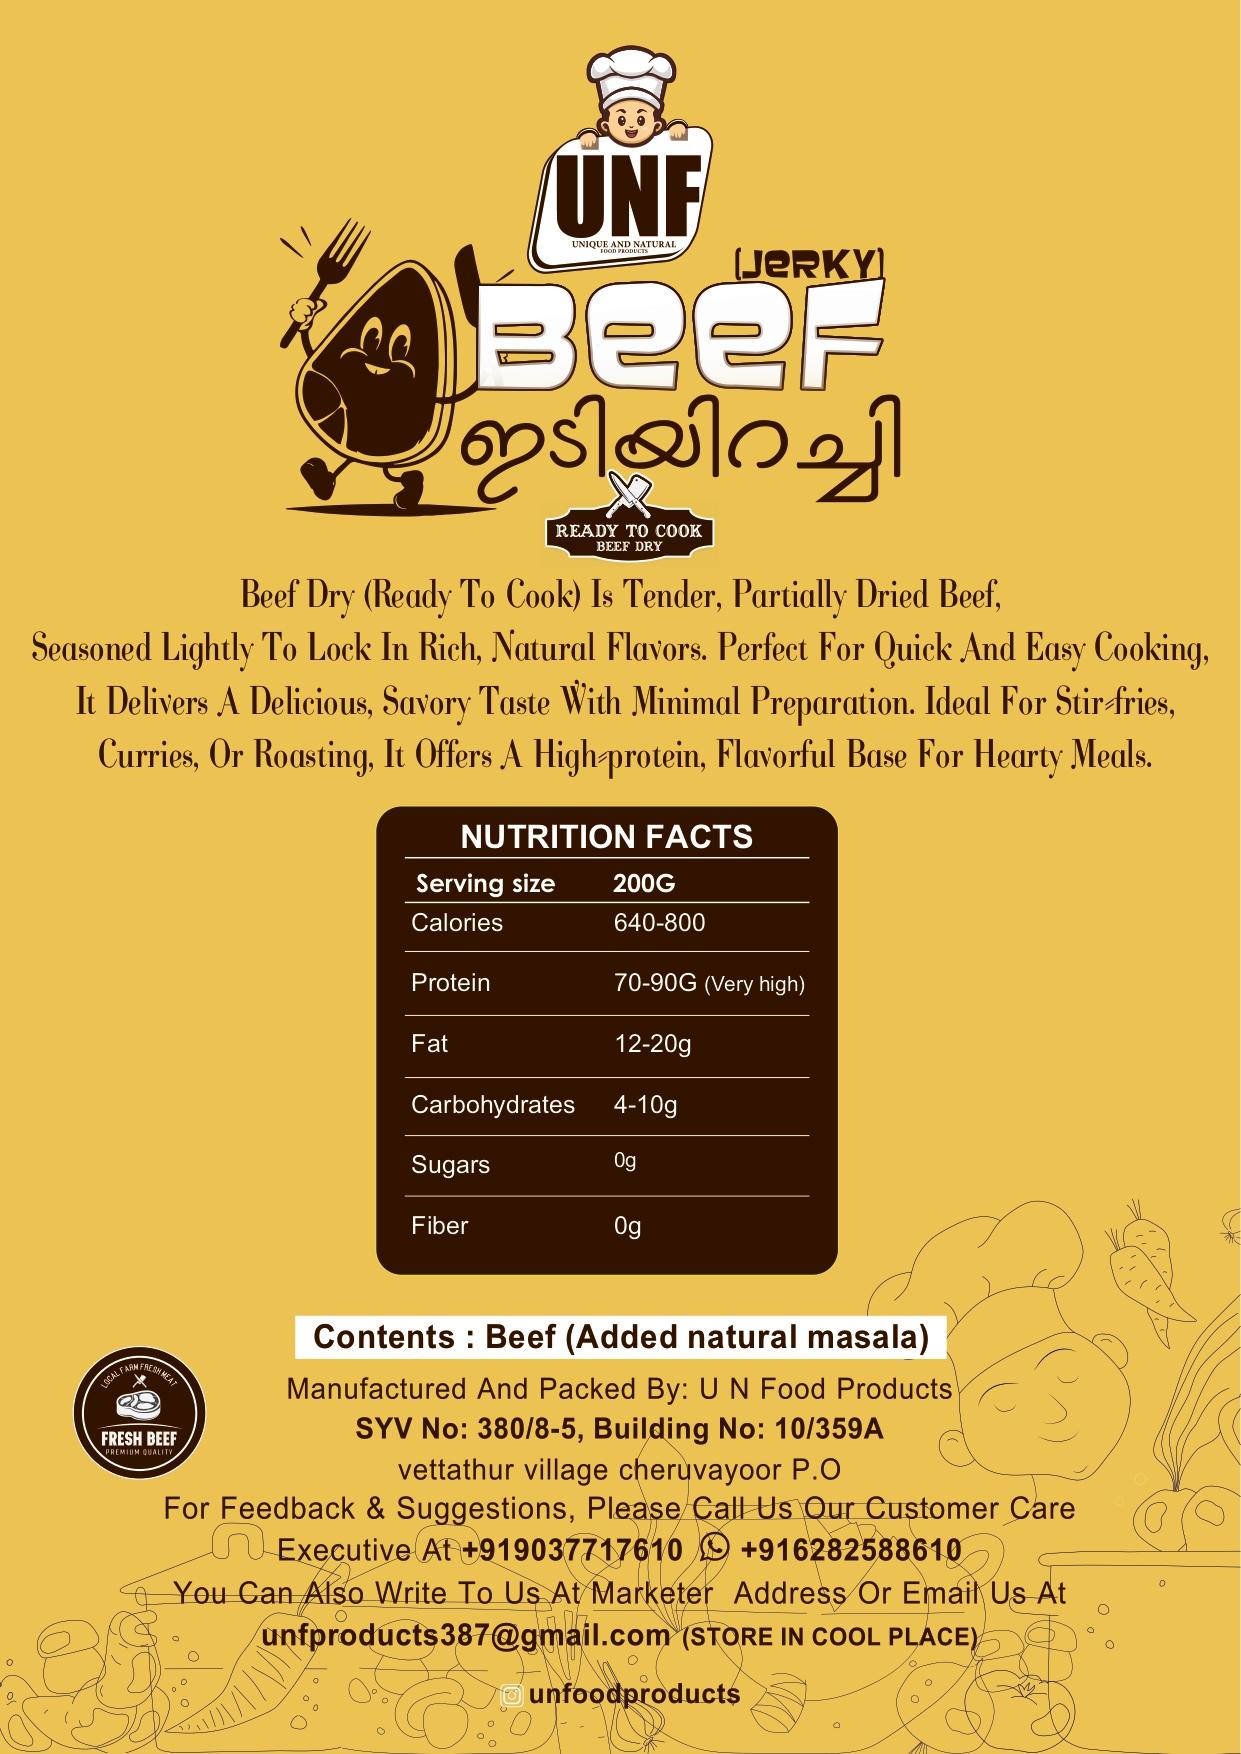 UNF
UNIQUE AND NATURAL
FOOD PRODUCTS
(JERKY)
BeeF
ഇടിയിറച്ചി
READY TO COOK
BEEF DRY
Beef Dry (Ready To Cook) Is Tender, Partially Dried Beef,
Seasoned Lightly To Lock In Rich, Natural Flavors. Perfect For Quick And Easy Cooking,
It Delivers A Delicious, Savory Taste With Minimal Preparation. Ideal For Stir-fries,
Curries, Or Roasting, It Offers A High-protein, Flavorful Base For Hearty Meals.
NUTRITION FACTS
Serving size 200G
Calories 640-800
Protein 70-90G (Very high)
Fat 12-20g
Carbohydrates 4-10g
Sugars 0g
Fiber 0g
Contents : Beef (Added natural masala)
LOCAL FARM FRESH MEAT
FRESH BEEF
PREMIUM QUALITY
Manufactured And Packed By: U N Food Products
SYV No: 380/8-5, Building No: 10/359A
vettathur village cheruvayoor P.O
For Feedback & Suggestions, Please Call Us Our Customer Care
Executive At +919037717610 +916282588610
You Can Also Write To Us At Marketer Address Or Email Us At
unfproducts387@gmail.com (STORE IN COOL PLACE)
unfoodproducts